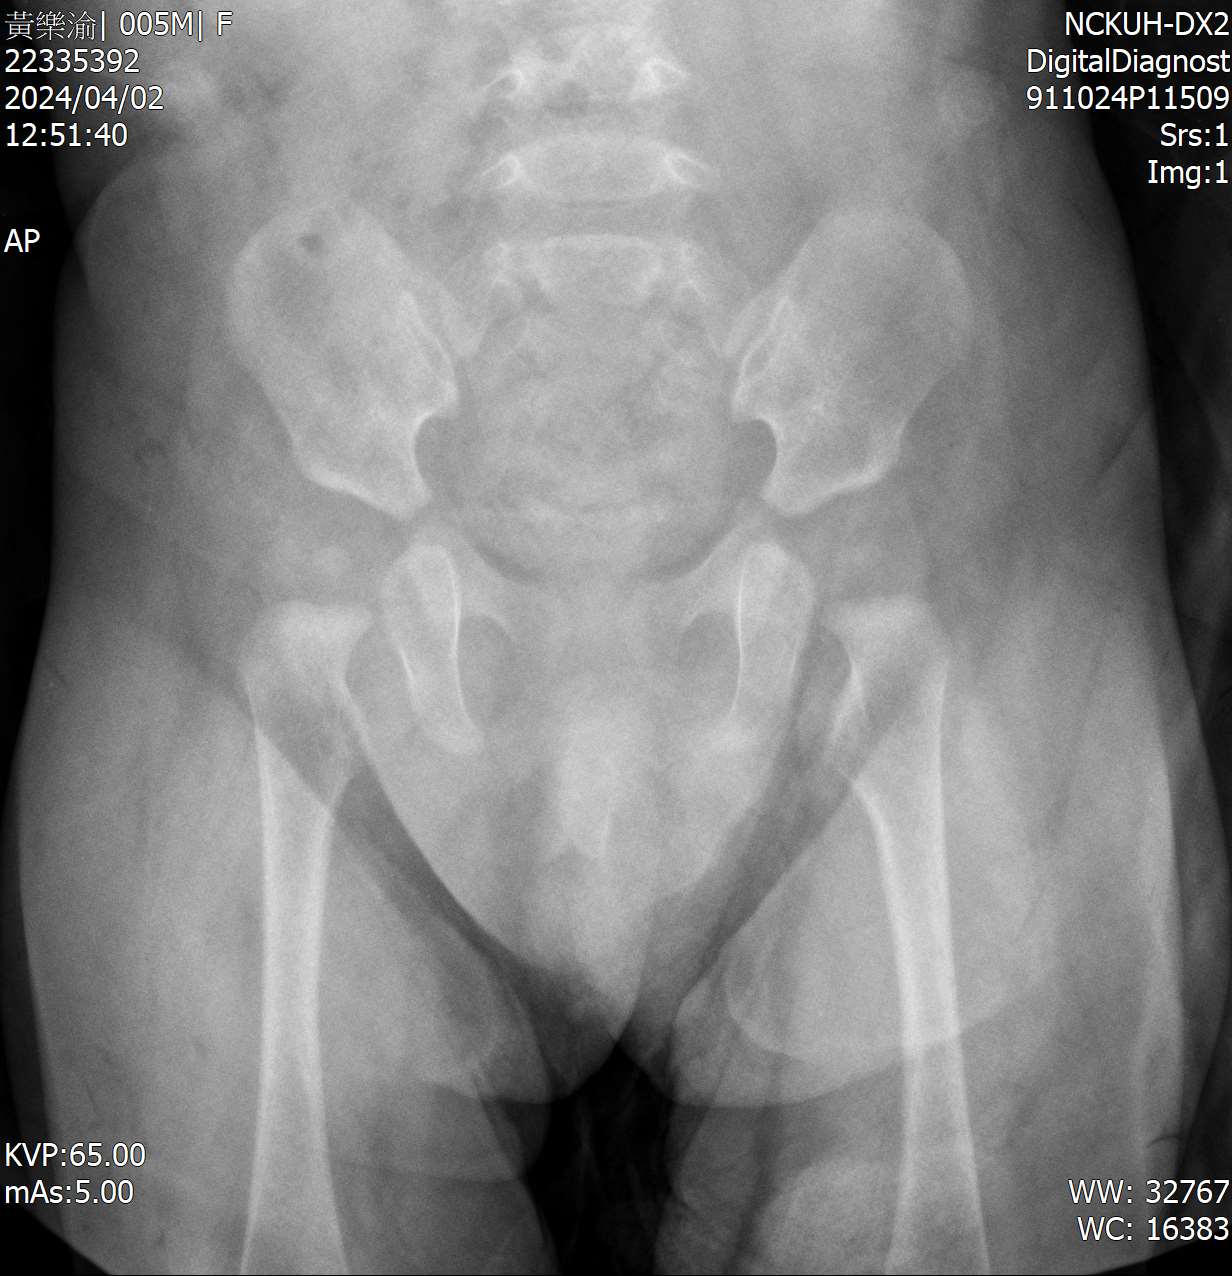 黃樂渝| 005M| F
22335392
2024/04/02
12:51:40
AP
NCKUH-DX2
DigitalDiagnost
911024P11509
Srs:1
Img:1
KVP:65.00
mAs:5.00
WW: 32767
WC: 16383